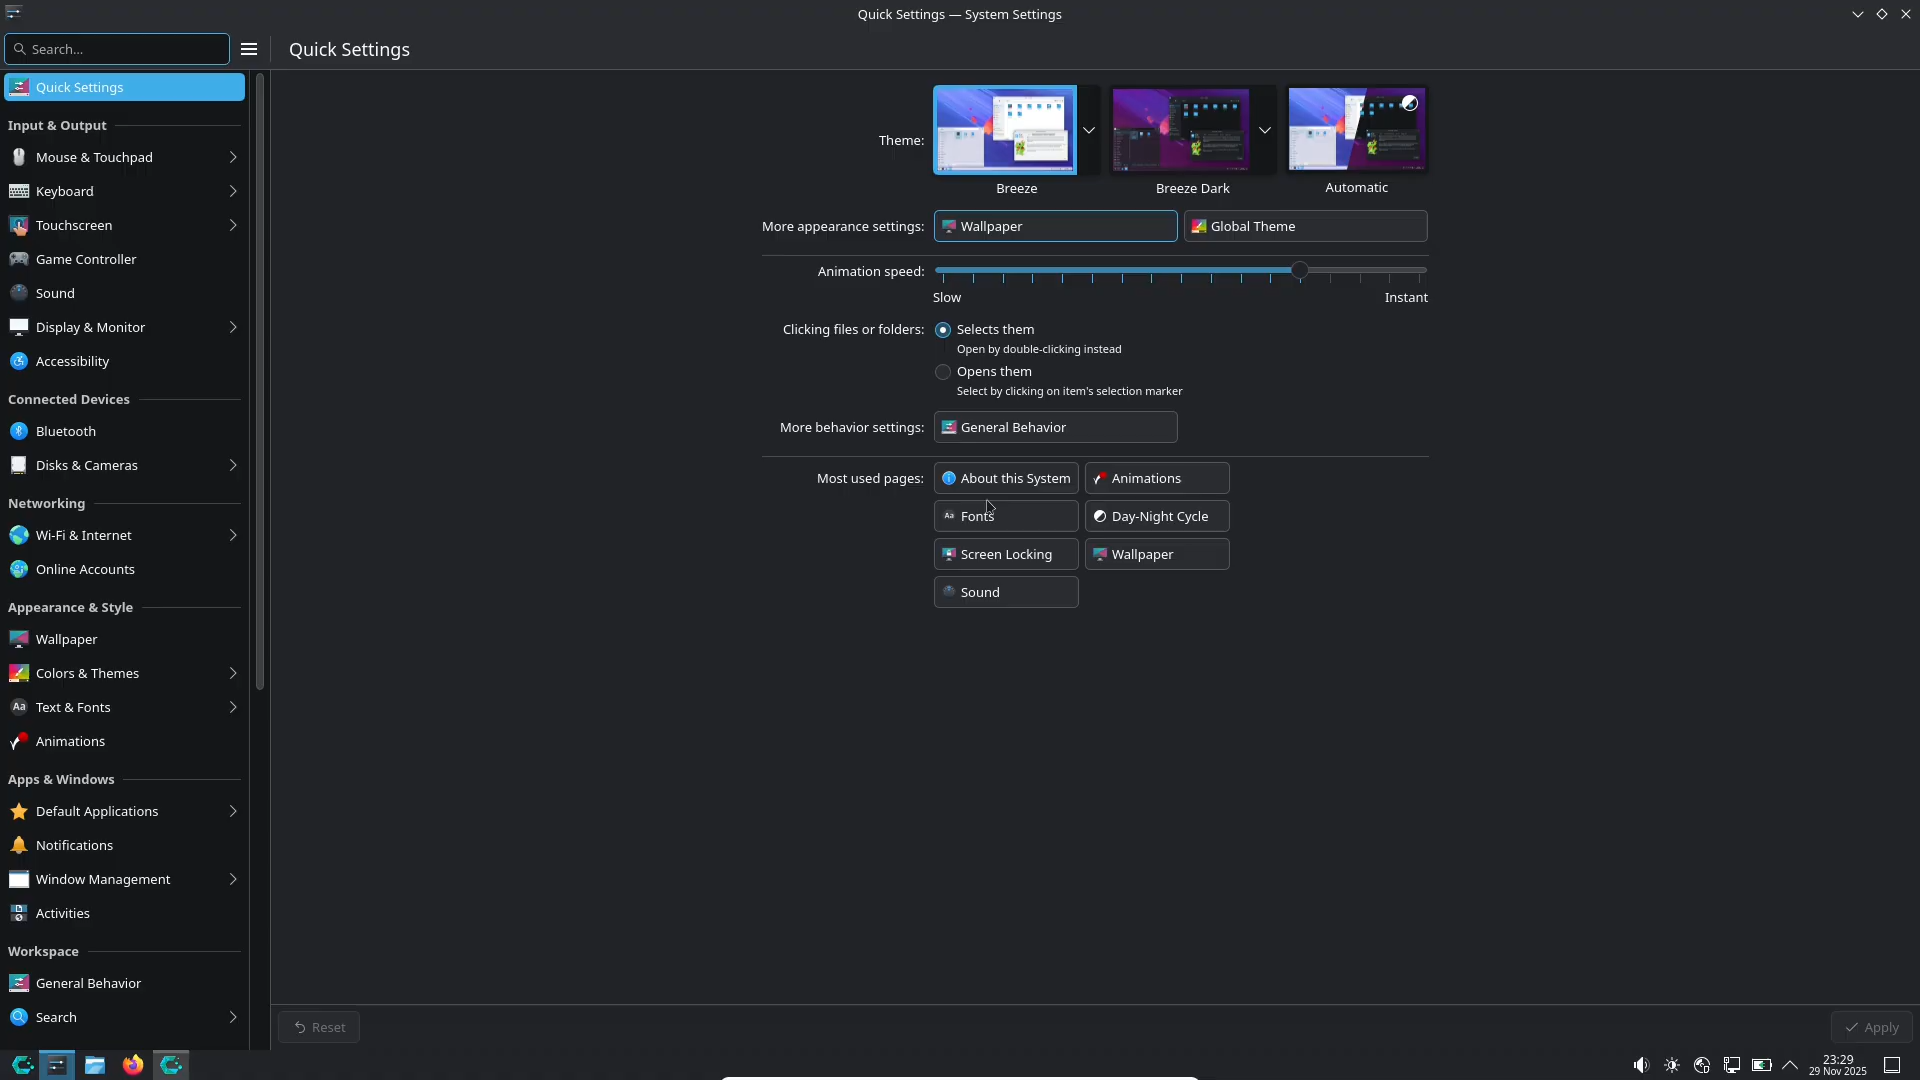 Quick Settings — System Settings
Search...
Quick Settings
Quick Settings
Input & Output
Mouse & Touchpad
Keyboard
Touchscreen
Game Controller
Sound
Display & Monitor
Accessibility
Connected Devices
Bluetooth
Disks & Cameras
Networking
Wi-Fi & Internet
Online Accounts
Appearance & Style
Wallpaper
Colors & Themes
Text & Fonts
Animations
Apps & Windows
Default Applications
Notifications
Window Management
Activities
Workspace
General Behavior
Search
Theme:
Breeze
Breeze Dark
Automatic
More appearance settings:
Wallpaper
Global Theme
Animation speed:
Slow
Instant
Clicking files or folders:
Selects them
Open by double-clicking instead
Opens them
Select by clicking on item's selection marker
More behavior settings:
General Behavior
Most used pages:
About this System
Animations
Aa Fonts
Day-Night Cycle
Screen Locking
Wallpaper
Sound
Reset
Apply
23:29
29 Nov 2025